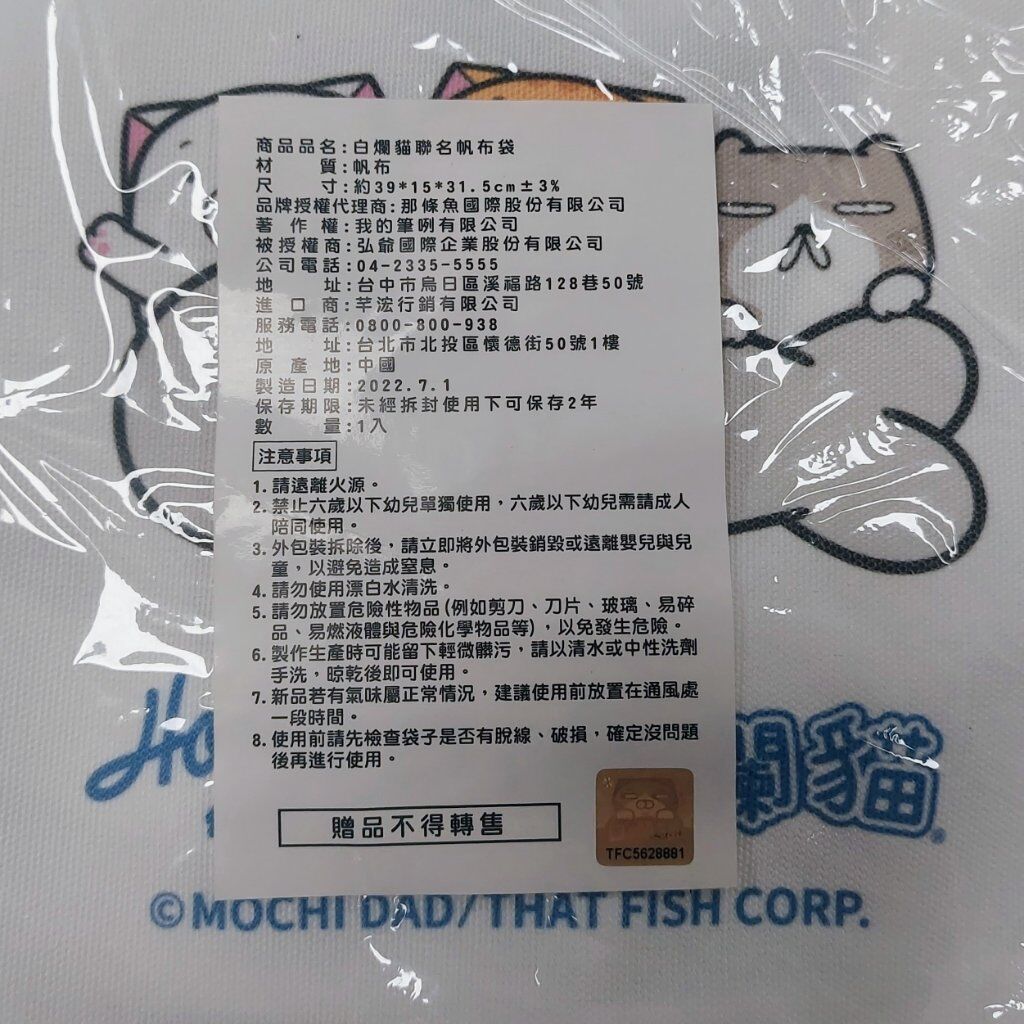 商品品名:白爛貓聯名帆布袋
材 質:帆布
尺 寸:約39*15*31.5cm±3%
品牌授權代理商:那條魚國際股份有限公司
著 作 權:我的筆咧有限公司
被授權商:弘爺國際企業股份有限公司
公司電話:04-2335-5555
地 址:台中市烏日區溪福路128巷50號
進 口 商:芊浤行銷有限公司
服務電話:0800-800-938
地 址:台北市北投區懷德街50號1樓
原 產 地:中國
製造日期:2022.7.1
保存期限:未經拆封使用下可保存2年
數 量:1入
注意事項
1. 請遠離火源。
2. 禁止六歲以下幼兒單獨使用,六歲以下幼兒需請成人
陪同使用。
3. 外包裝拆除後,請立即將外包裝銷毀或遠離嬰兒與兒
童,以避免造成窒息。
4. 請勿使用漂白水清洗。
5. 請勿放置危險性物品(例如剪刀、刀片、玻璃、易碎
品、易燃液體與危險化學物品等),以免發生危險。
6. 製作生產時可能留下輕微髒污,請以清水或中性洗劑
手洗,晾乾後即可使用。
7. 新品若有氣味屬正常情況,建議使用前放置在通風處
一段時間。
8. 使用前請先檢查袋子是否有脫線、破損,確定沒問題
後再進行使用。
贈品不得轉售
TFC5628881
爛貓
©MOCHI DAD/THAT FISH CORP.